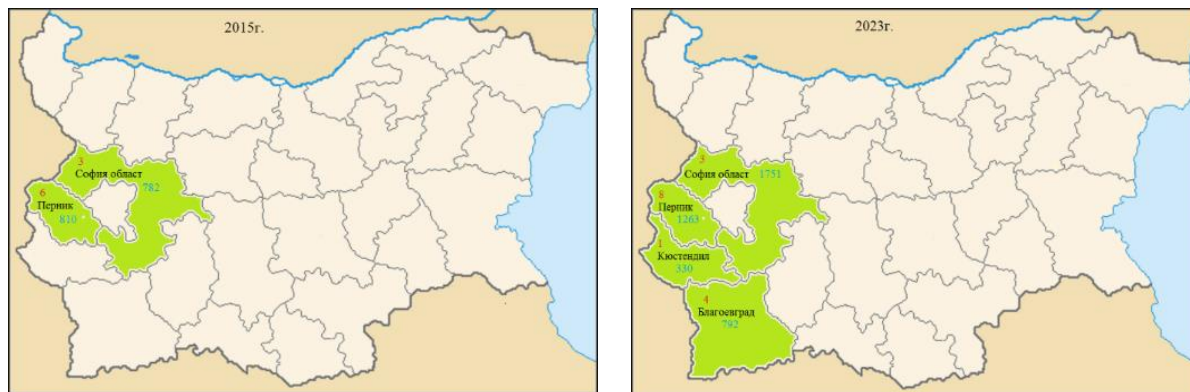 2015г.
3
София област
782
6
Перник
810
2023г.
3
София област 1751
8
Перник
1263
1
Кюстендил
330
4
Благоевград
792